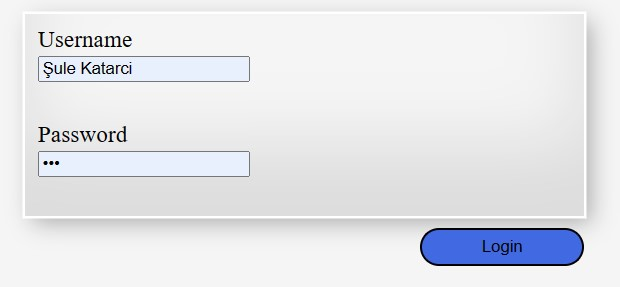 Username
Şule Katarci
Password
•••
Login